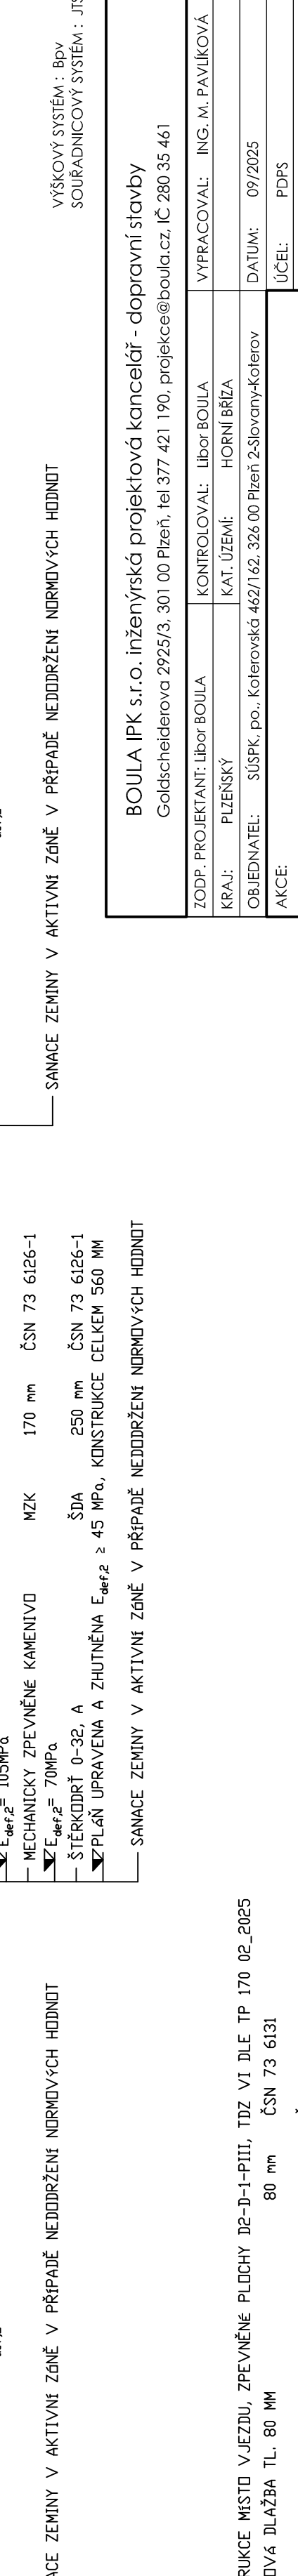 VÝŠKOVÝ SYSTÉM : Bpv
SOUŘADNICOVÝ SYSTÉM :
BOULA IPK s.r.o. inženýrská projektová kancelář - dopravní stavby
Goldscheiderova 2925/3, 301 00 Plzeň, tel 377 421 190, projekce@boula.cz, IČ 280 35 461
ZODP. PROJEKTANT: Libor BOULA KONTROLOVAL: Libor BOULA VYPRACOVAL: ING. M. PAVLÍKOVÁ
KRAJ: PLZEŇSKÝ KAT. ÚZEMÍ: HORNÍ BŘÍZA
OBJEDNATEL: SÚSPK, po., Koterovská 462/162, 326 00 Plzeň 2-Slovany-Koterov DATUM: 09/2025
AKCE: ÚČEL: PDPS
SANACE ZEMINY V AKTIVNÍ ZÓNĚ V PŘÍPADĚ NEDODRŽENÍ NORMOVÝCH HODNOT
Edef,2= 105MPa
MECHANICKY ZPEVNĚNÉ KAMENIVO MZK 170 mm ČSN 73 6126-1
Edef,2= 70MPa
ŠTĚRKODRŤ 0-32, A ŠDA 250 mm ČSN 73 6126-1
PLÁŇ UPRAVENA A ZHUTNĚNA Edef,2 ≥ 45 MPa, KONSTRUKCE CELKEM 560 MM
SANACE ZEMINY V AKTIVNÍ ZÓNĚ V PŘÍPADĚ NEDODRŽENÍ NORMOVÝCH HODNOT
ZEMINY V AKTIVNÍ ZÓNĚ V PŘÍPADĚ NEDODRŽENÍ NORMOVÝCH HODNOT
MÍSTO VJEZDU, ZPEVNĚNÉ PLOCHY D2-D-1-PIII, TDZ VI DLE TP 170 02_2025
DLAŽBA TL. 80 MM 80 mm ČSN 73 6131